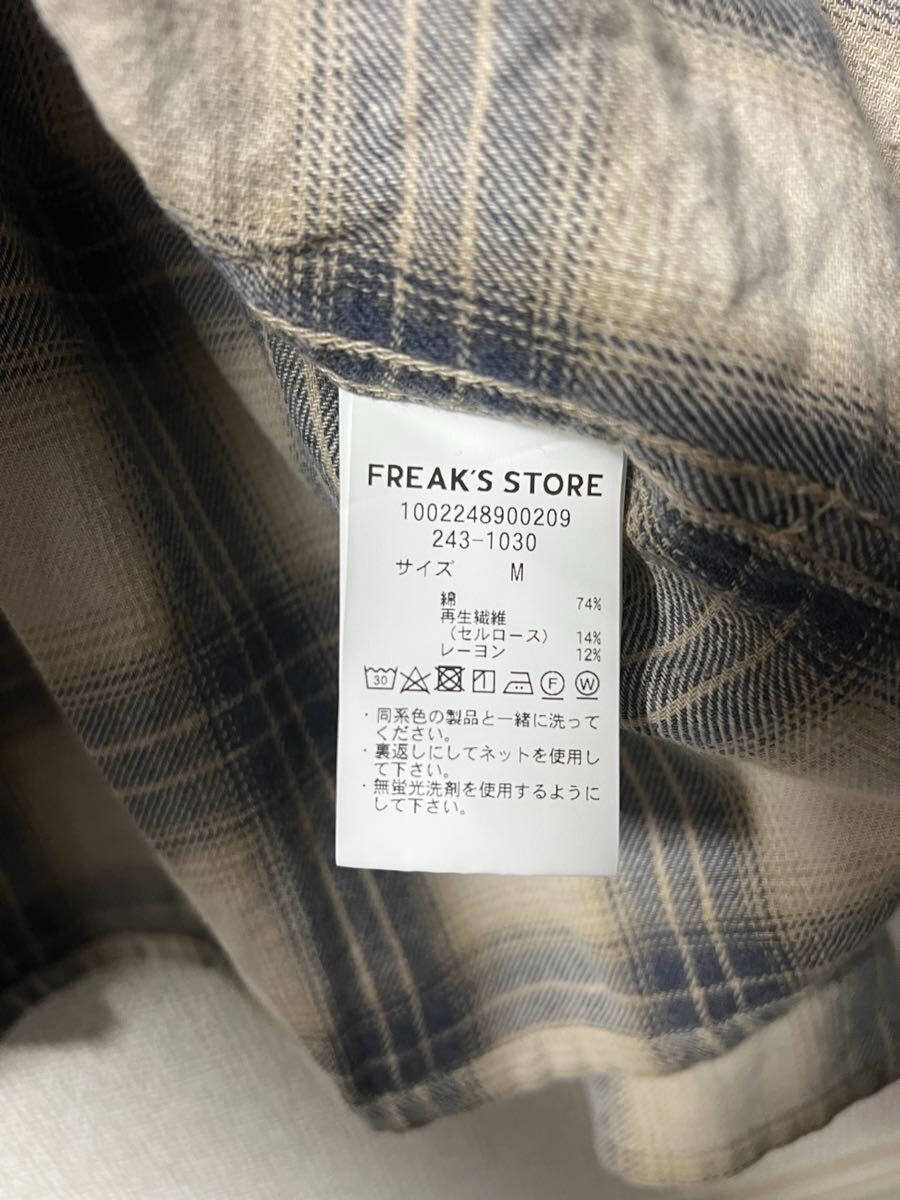 FREAK'S STORE
1002248900209
243-1030
サイズ M
綿 74%
再生繊維
(セルロース) 14%
レーヨン 12%
30 F W
・同系色の製品と一緒に洗って
ください。
・裏返しにしてネットを使用し
て下さい。
・無蛍光洗剤を使用するように
して下さい。